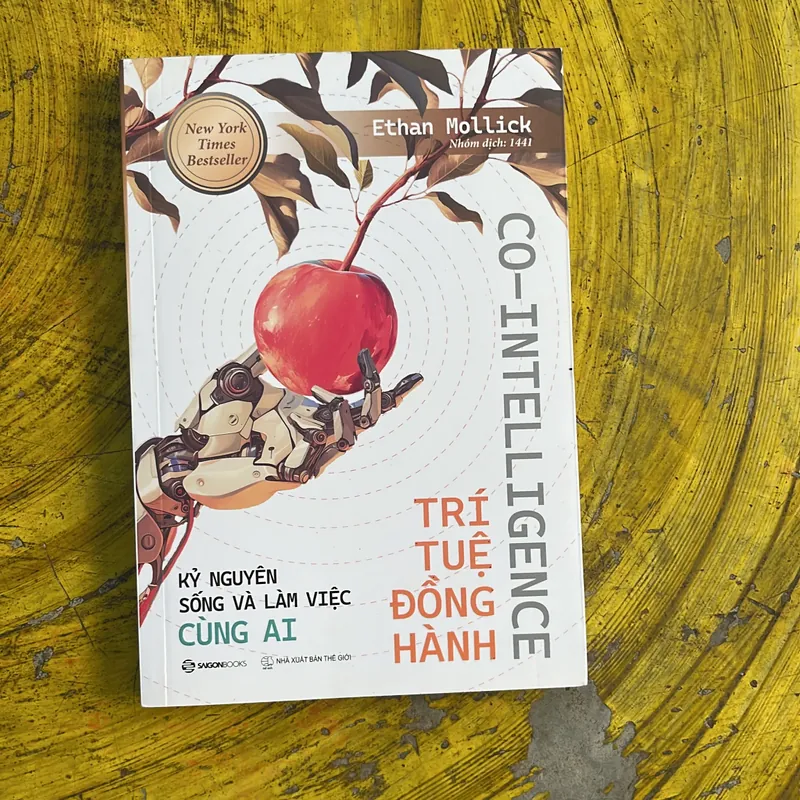 New York
Times
Bestseller
Ethan Mollick
Nhóm dịch: 1441
CO–INTELLIGENCE
TRÍ
TUỆ
ĐỒNG
HÀNH
KỶ NGUYÊN
SỐNG VÀ LÀM VIỆC
CÙNG AI
SAIGONBOOKS
NHÀ XUẤT BẢN THẾ GIỚI